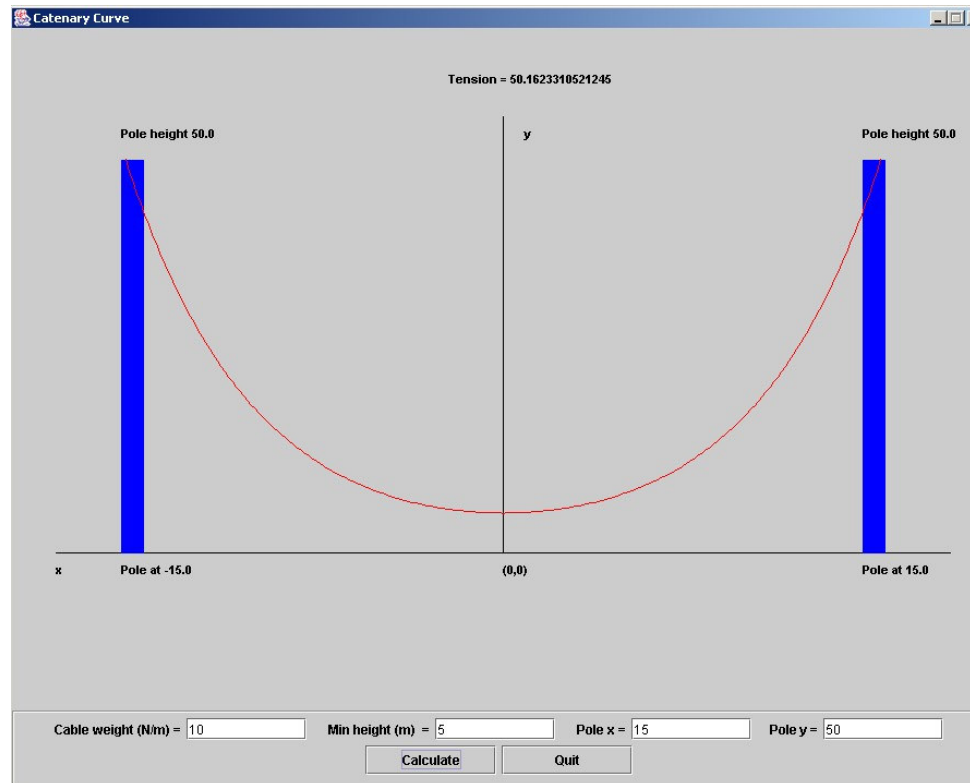 Catenary Curve
Tension = 50.1623310521245
Pole height 50.0
y
Pole height 50.0
x
Pole at -15.0
(0,0)
Pole at 15.0
Cable weight (N/m) = 10
Min height (m) = 5
Pole x = 15
Pole y = 50
Calculate
Quit